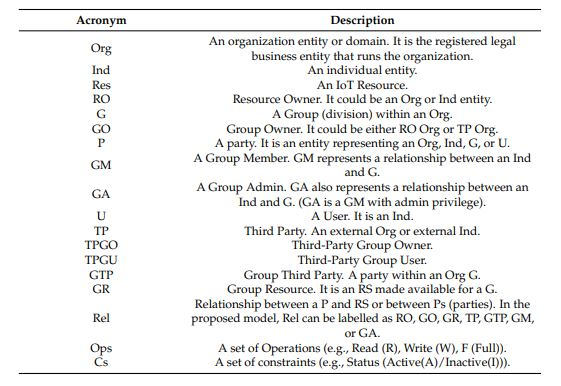 Acronym Description
Org An organization entity or domain. It is the registered legal
business entity that runs the organization.
Ind An individual entity.
Res An IoT Resource.
RO Resource Owner. It could be an Org or Ind entity.
G A Group (division) within an Org.
GO Group Owner. It could be either RO Org or TP Org.
P A party. It is an entity representing an Org, Ind, G, or U.
GM A Group Member. GM represents a relationship between an Ind
and G.
GA A Group Admin. GA also represents a relationship between an
Ind and G. (GA is a GM with admin privilege).
U A User. It is an Ind.
TP Third Party. An external Org or external Ind.
TPGO Third-Party Group Owner.
TPGU Third-Party Group User.
GTP Group Third Party. A party within an Org G.
GR Group Resource. It is an RS made available for a G.
Rel Relationship between a P and RS or between Ps (parties). In the
proposed model, Rel can be labelled as RO, GO, GR, TP, GTP, GM,
or GA.
Ops A set of Operations (e.g., Read (R), Write (W), F (Full)).
Cs A set of constraints (e.g., Status (Active(A)/Inactive(I))).